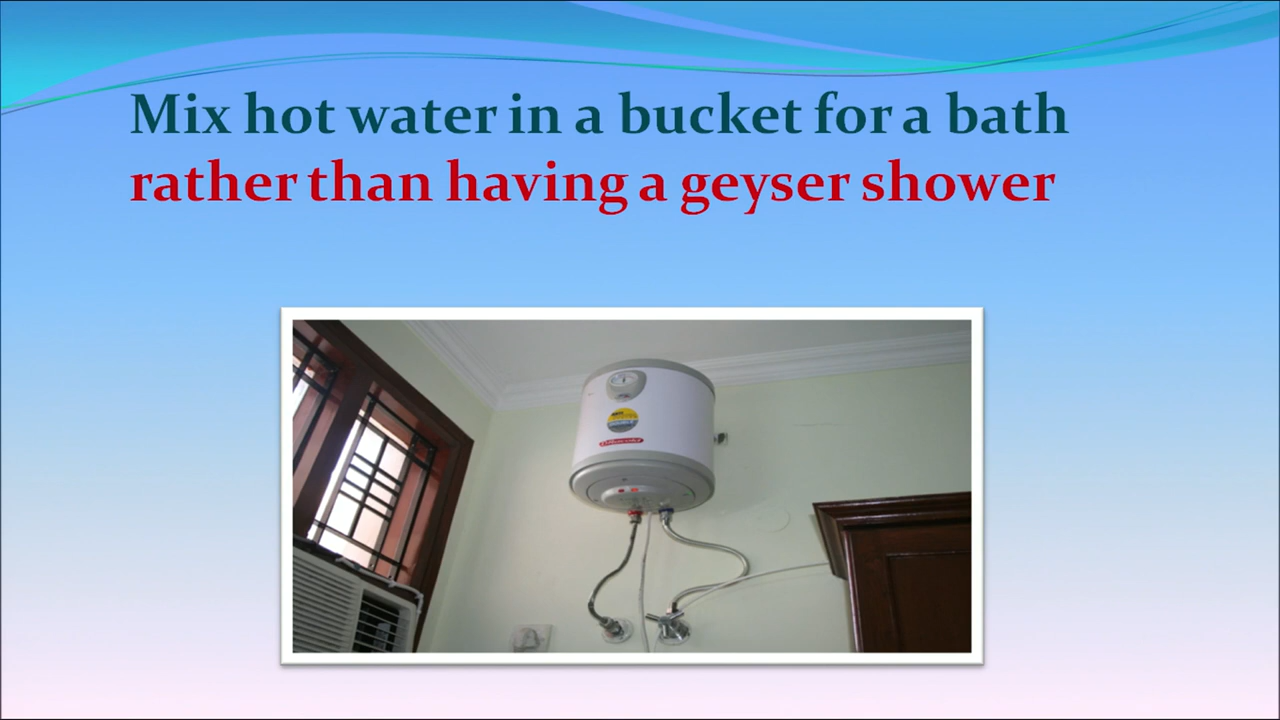 Mix hot water in a bucket for a bath
rather than having a geyser shower